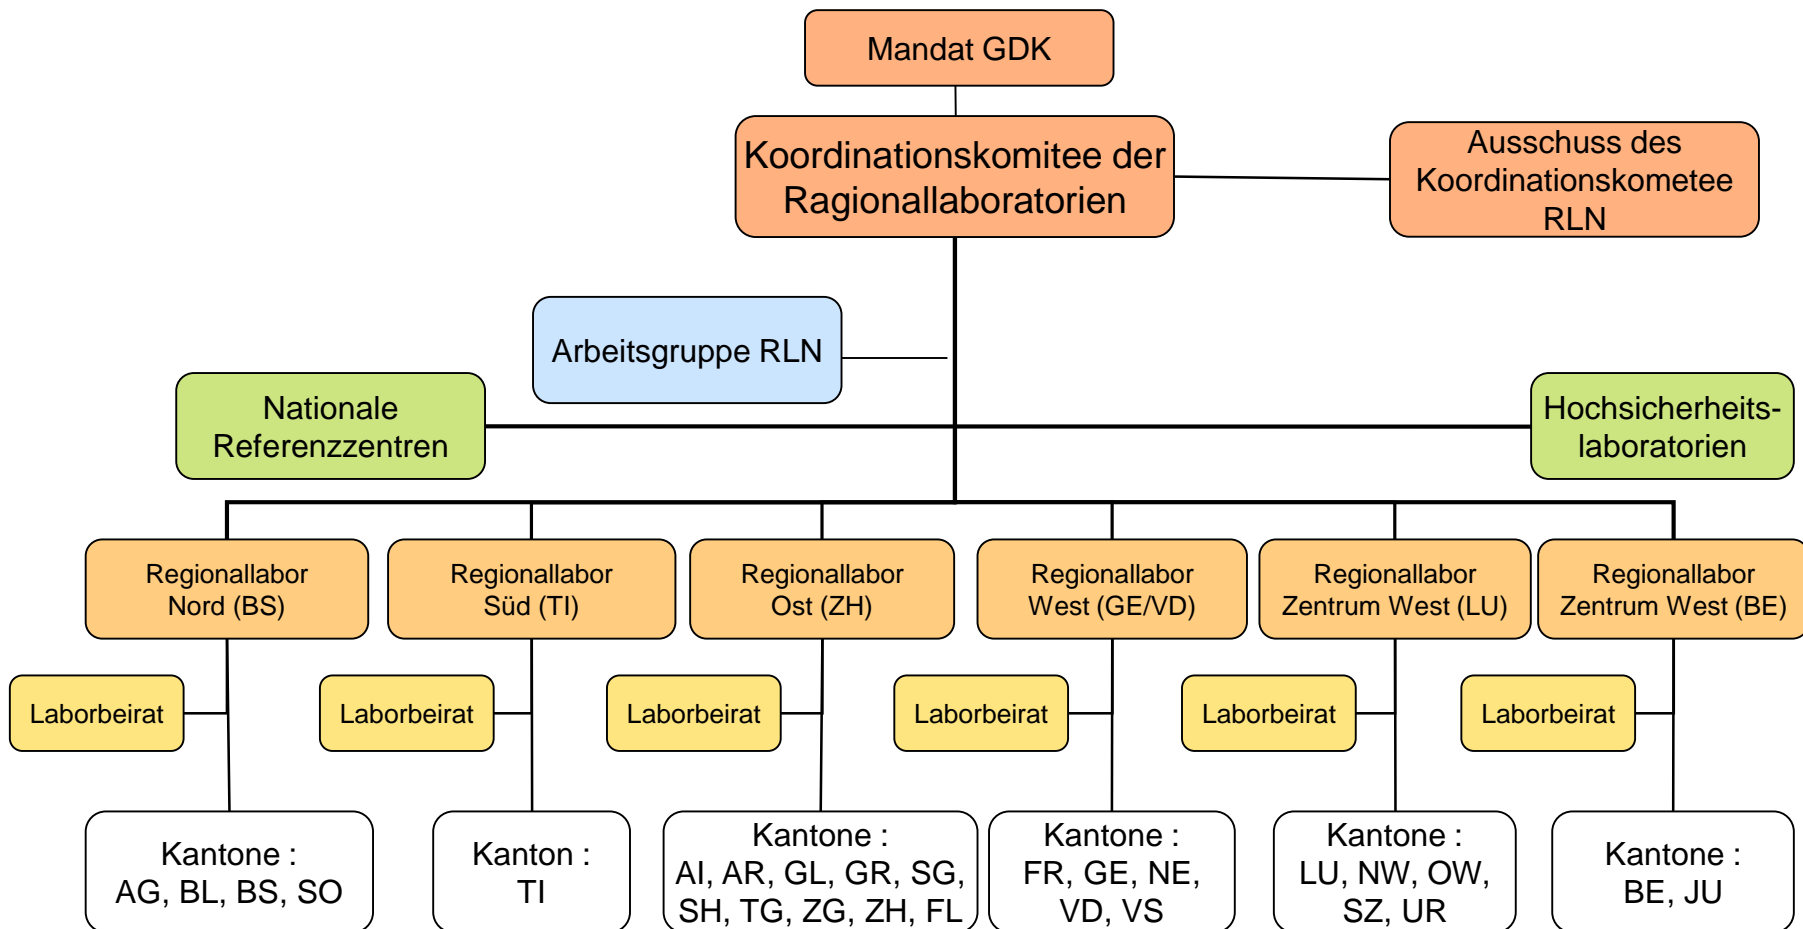 Mandat GDK
Koordinationskomitee der
Ragionallaboratorien
Ausschuss des
Koordinationskometee
RLN
Arbeitsgruppe RLN
Nationale
Referenzzentren
Hochsicherheits-
laboratorien
Regionallabor
Nord (BS)
Regionallabor
Süd (TI)
Regionallabor
Ost (ZH)
Regionallabor
West (GE/VD)
Regionallabor
Zentrum West (LU)
Regionallabor
Zentrum West (BE)
Laborbeirat
Laborbeirat
Laborbeirat
Laborbeirat
Laborbeirat
Laborbeirat
Kantone :
AG, BL, BS, SO
Kanton :
TI
Kantone :
AI, AR, GL, GR, SG,
SH, TG, ZG, ZH, FL
Kantone :
FR, GE, NE,
VD, VS
Kantone :
LU, NW, OW,
SZ, UR
Kantone :
BE, JU